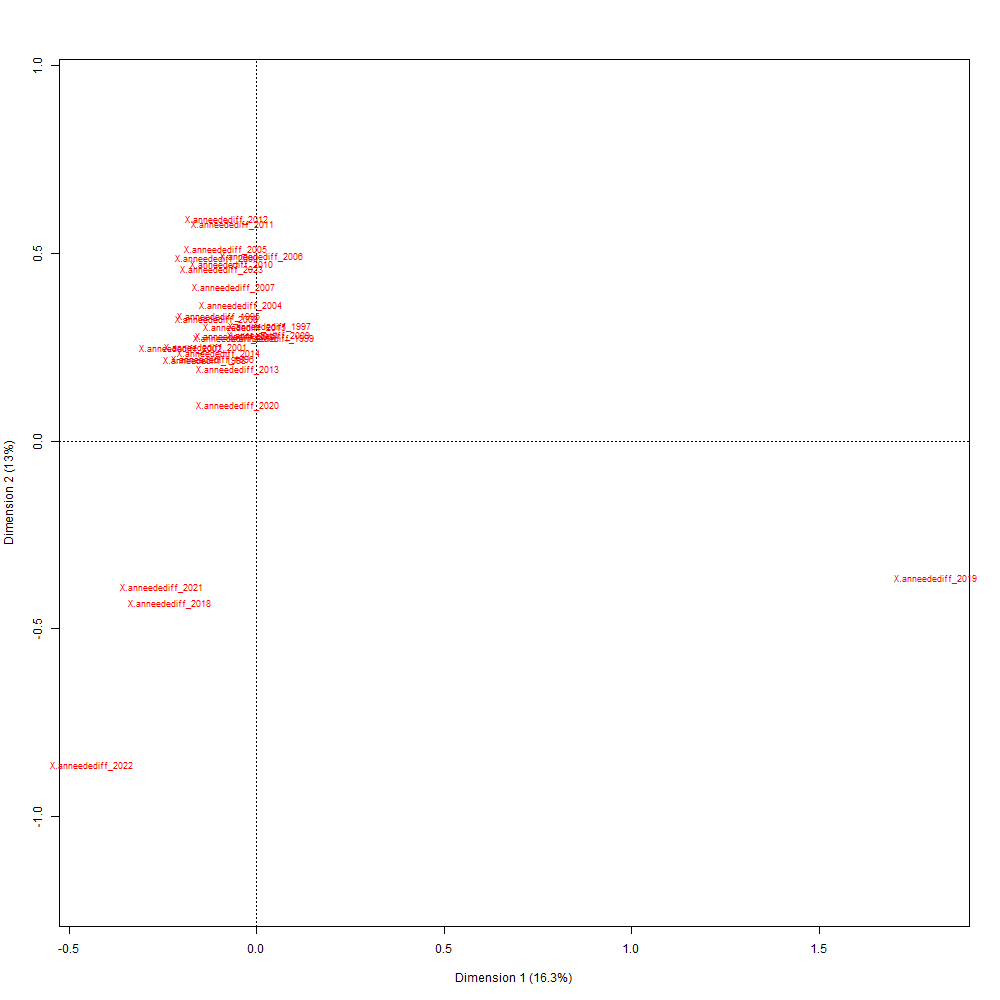 1.0
X.anneedediff_2012
X.anneedediff_2011
X.anneedediff_2005
0.5
X.anneedediff_2006
X.anneedediff_2010
X.anneedediff_2023
X.anneedediff_2007
X.anneedediff_2004
X.anneedediff_1997
X.anneedediff_1999
X.anneedediff_2001
X.anneedediff_2014
X.anneedediff_2013
X.anneedediff_2020
0.0
Dimension 2 (13%)
X.anneedediff_2019
X.anneedediff_2021
X.anneedediff_2018
-0.5
X.anneedediff_2022
-1.0
-0.5
0.0
0.5
1.0
1.5
Dimension 1 (16.3%)